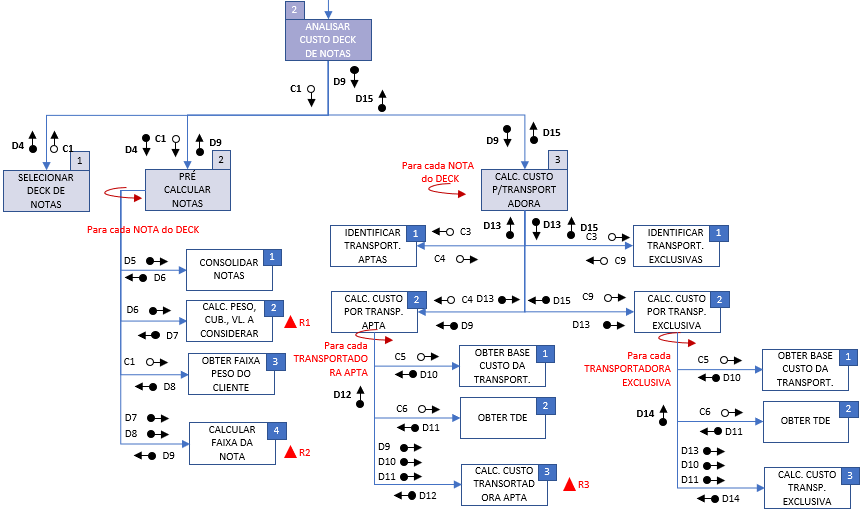 2
ANALISAR
CUSTO DECK
DE NOTAS
C1
D9
D15
D4
C1
D4
C1
D9
D9
D15
1
SELECIONAR
DECK DE
NOTAS
2
PRÉ
CALCULAR
NOTAS
Para cada NOTA do DECK
Para cada NOTA
do DECK
3
CALC. CUSTO
P/TRANSPORT
ADORA
D13
D13
D15
IDENTIFICAR
TRANSPORT.
APTAS
1
C3
C4
C3
C9
IDENTIFICAR
TRANSPORT.
EXCLUSIVAS
1
D5
D6
CONSOLIDAR
NOTAS
1
D6
D7
CALC. PESO,
CUB., VL. A
CONSIDERAR
2
R1
C1
D8
OBTER FAIXA
PESO DO
CLIENTE
3
D7
D8
D9
CALCULAR
FAIXA DA
NOTA
4
R2
CALC. CUSTO
POR TRANSP.
APTA
2
C4
D13
D9
D15
C9
D13
CALC. CUSTO
POR TRANSP.
EXCLUSIVA
2
Para cada
TRANSPORTADO
RA APTA
D12
C5
D10
OBTER BASE
CUSTO DA
TRANSPORT.
1
C6
D11
OBTER TDE
2
D9
D10
D11
D12
CALC. CUSTO
TRANSORTAD
ORA APTA
3
R3
Para cada
TRANSPORTADORA
EXCLUSIVA
D14
C5
D10
OBTER BASE
CUSTO DA
TRANSPORT.
1
C6
D11
OBTER TDE
2
D13
D10
D11
D14
CALC. CUSTO
TRANSP.
EXCLUSIVA
3